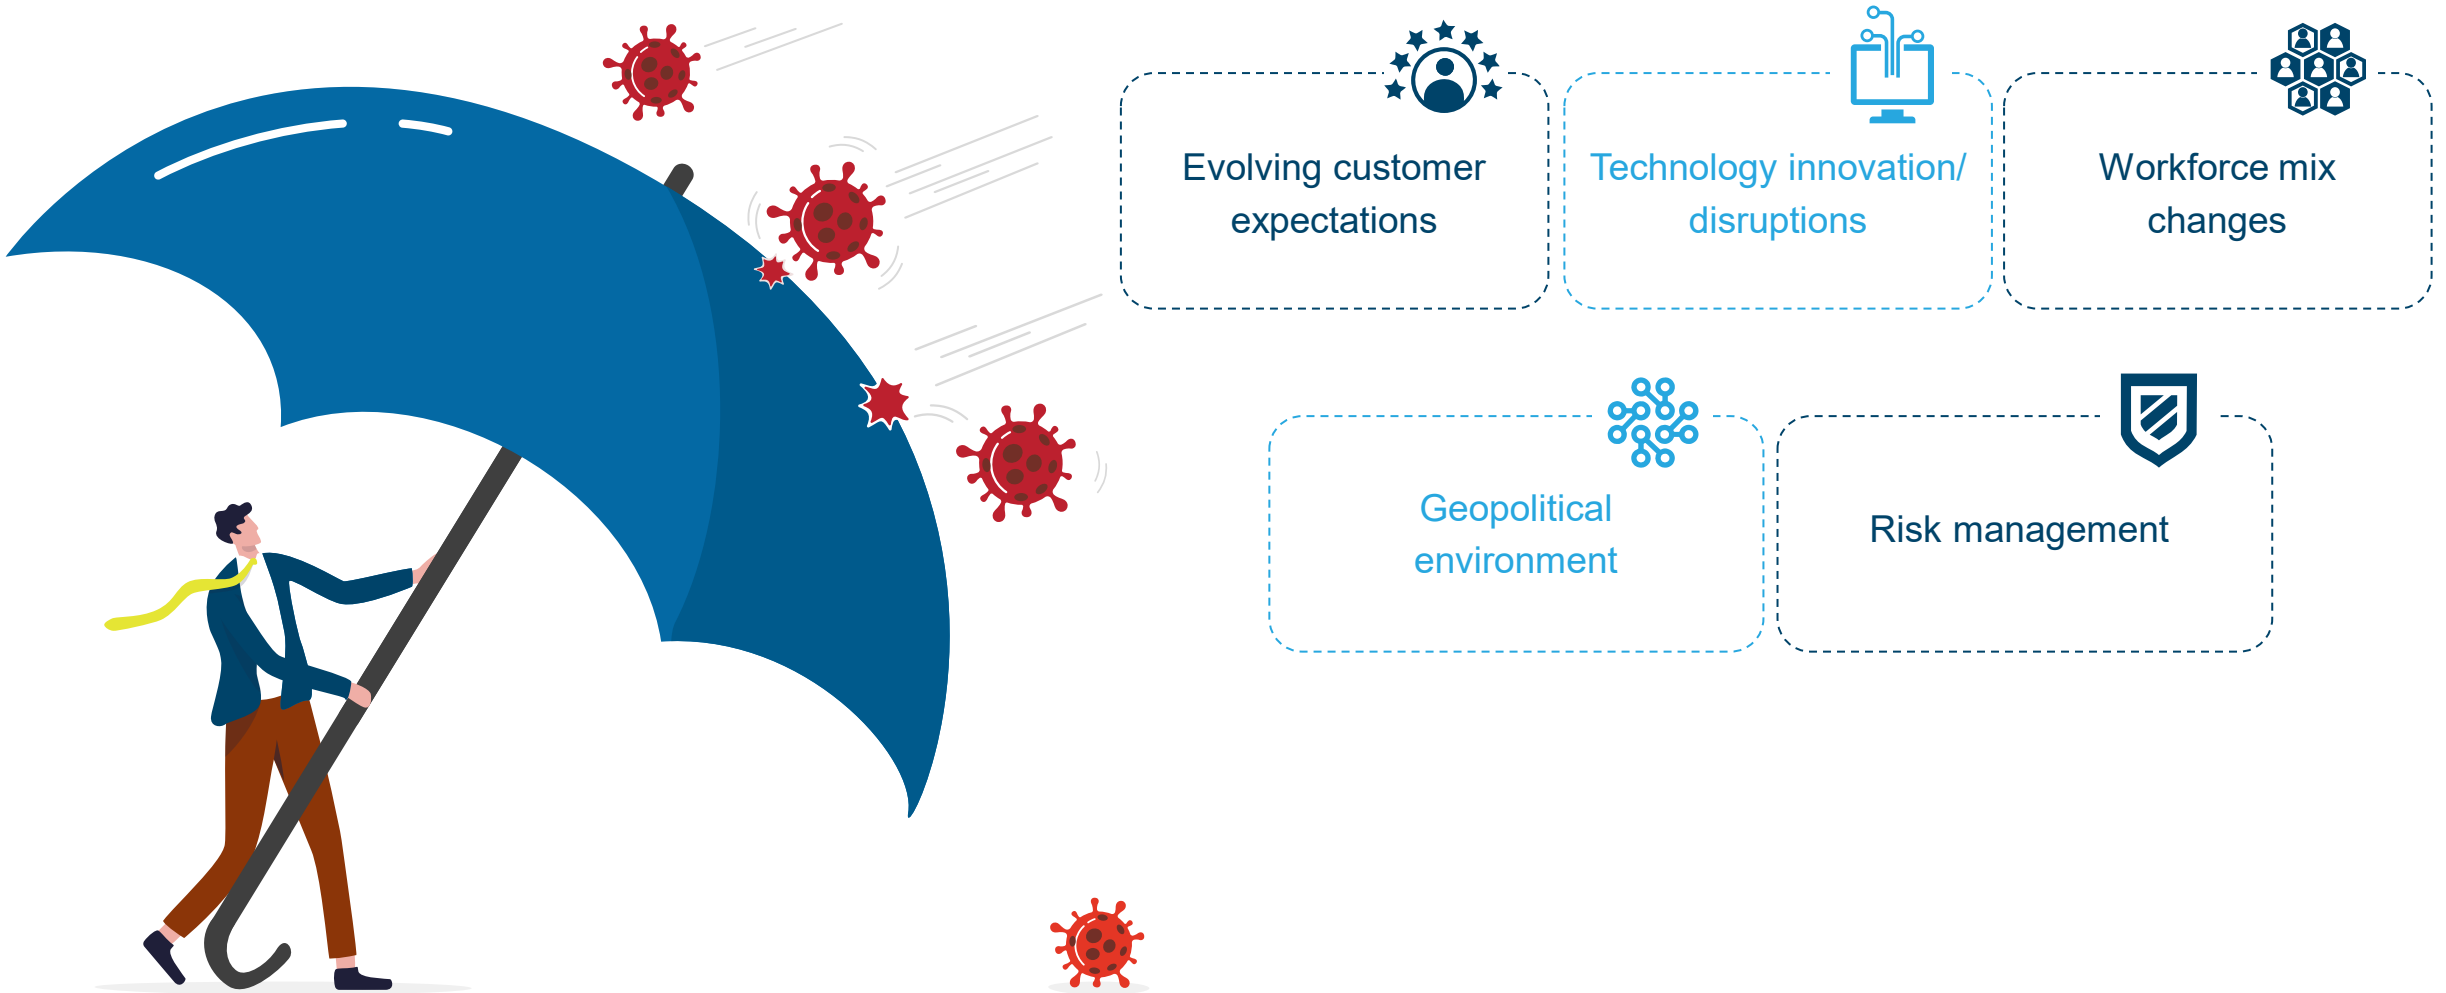 Evolving customer
expectations
Technology innovation/
disruptions
Workforce mix
changes
Geopolitical
environment
Risk management